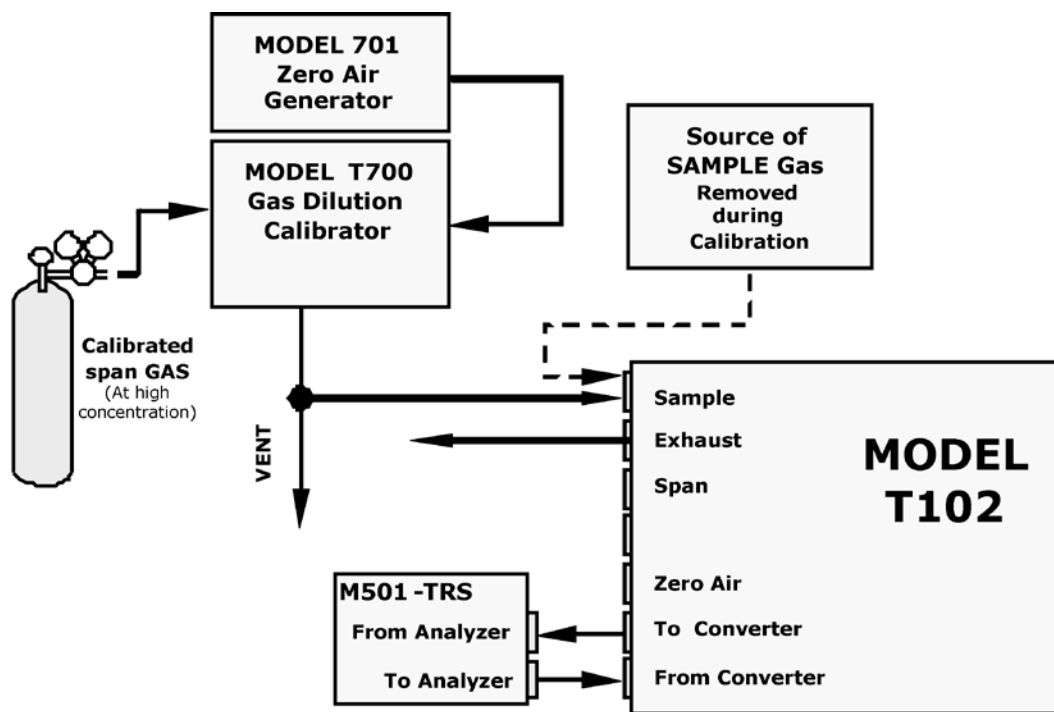 MODEL 701
Zero Air
Generator
MODEL T700
Gas Dilution
Calibrator
Source of
SAMPLE Gas
Removed
during
Calibration
Calibrated
span GAS
(At high
concentration)
VENT
Sample
Exhaust
Span
Zero Air
To Converter
From Converter
MODEL
T102
M501-TRS
From Analyzer
To Analyzer